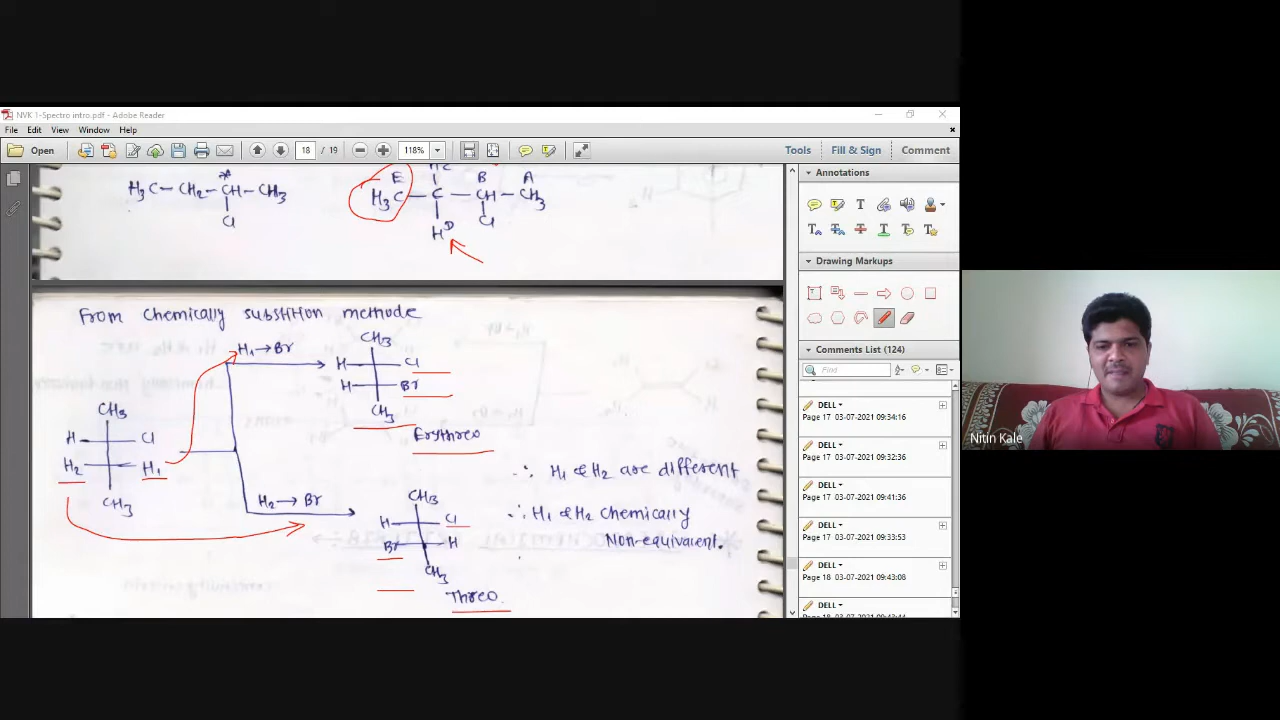 NVK 1-Spectro intro.pdf - Adobe Reader
File Edit View Window Help
Open 18 / 19 118% Tools Fill & Sign Comment
Annotations
Drawing Markups
Comments List (124)
Find
DELL
Page 17 03-07-2021 09:34:16
DELL
Page 17 03-07-2021 09:32:36
DELL
Page 17 03-07-2021 09:41:36
DELL
Page 17 03-07-2021 09:33:53
DELL
Page 18 03-07-2021 09:43:08
DELL
H3C - CH2 - *CH - CH3
Cl
E B A
H3C - C - CH - CH3
Cl
H D
From chemically substition methode
H1 → Br
CH3
H Cl
H Br
CH3
Erythreo
CH3
H Cl
H2 H1
CH3
H2 → Br
CH3
H Cl
Br H
CH3
Threo
∴ H1 & H2 are different
∴ H1 & H2 chemically
Non-equivalent.
Nitin Kale